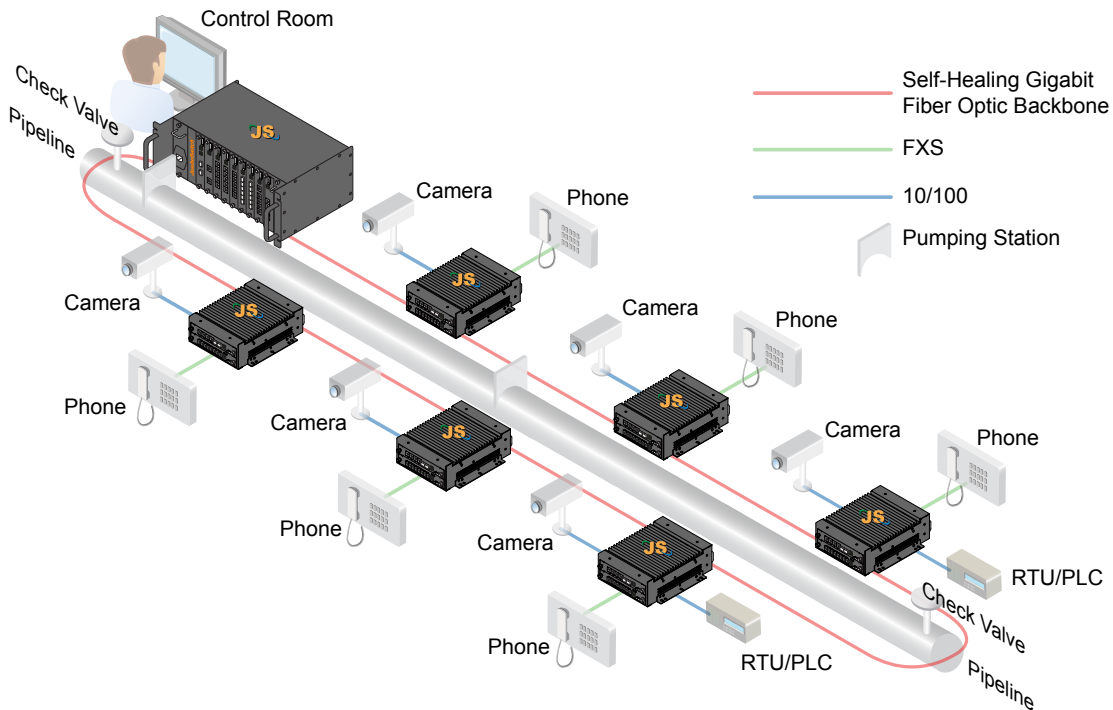 Control Room
Check Valve
Pipeline
JS
Self-Healing Gigabit
Fiber Optic Backbone
FXS
10/100
Pumping Station
Camera
Phone
JS
Camera
JS
Phone
Camera
Phone
JS
Camera
JS
Phone
Camera
Phone
JS
RTU/PLC
Camera
JS
Phone
RTU/PLC
Check Valve
Pipeline